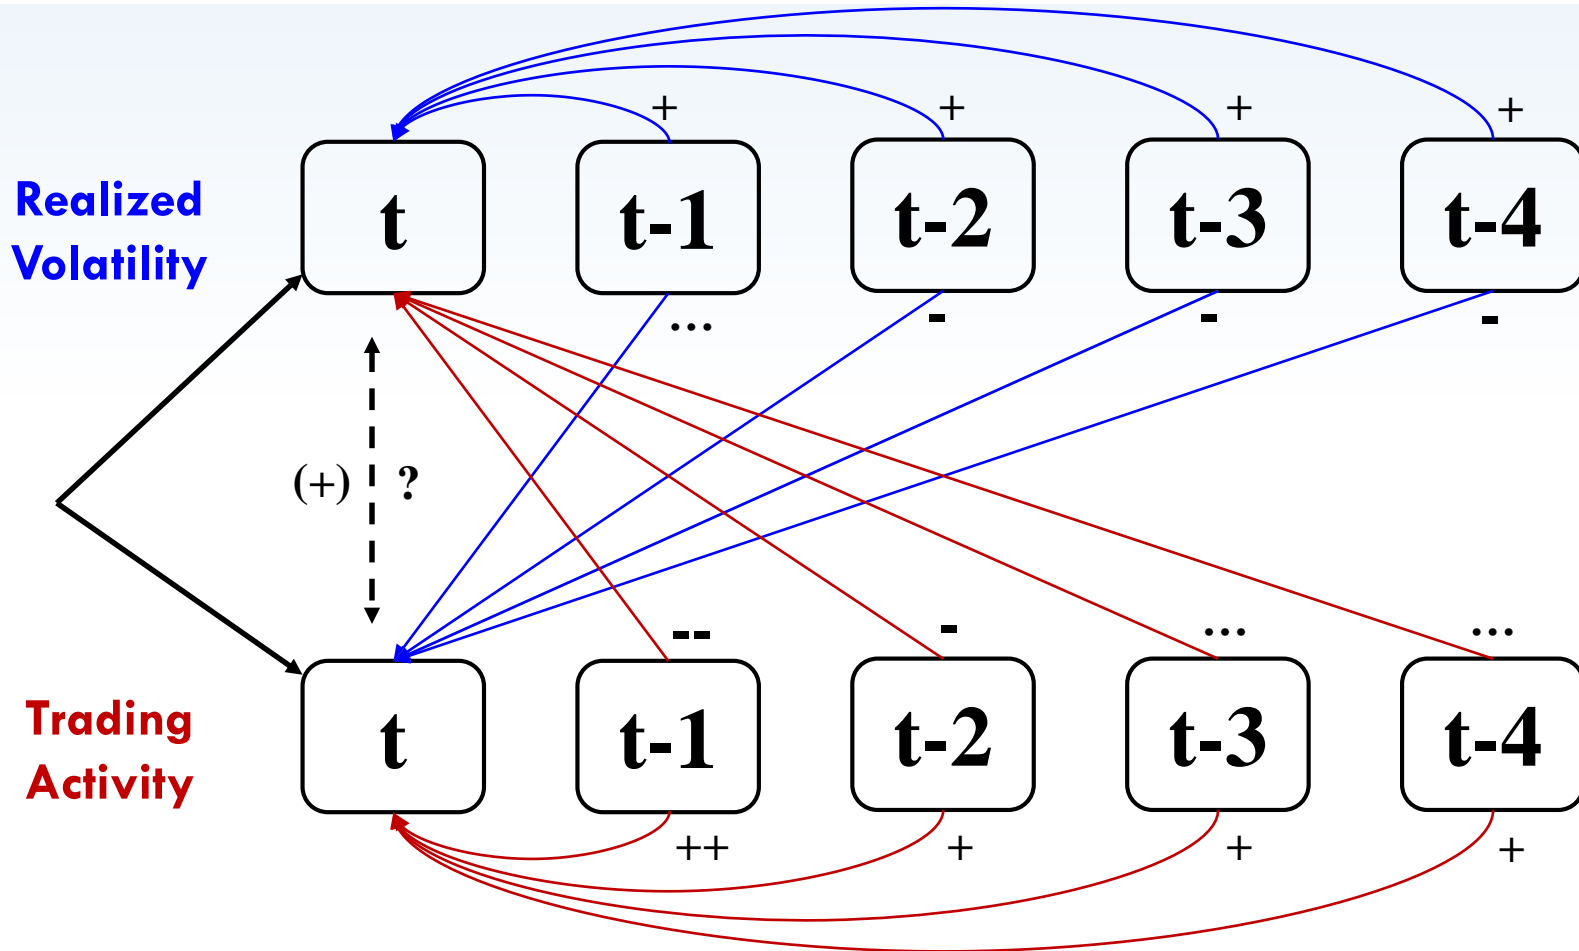 + + + +
Realized
Volatility
t t-1 t-2 t-3 t-4
... - - -
(+) ?
-- - ... ...
Trading
Activity
t t-1 t-2 t-3 t-4
++ + + +